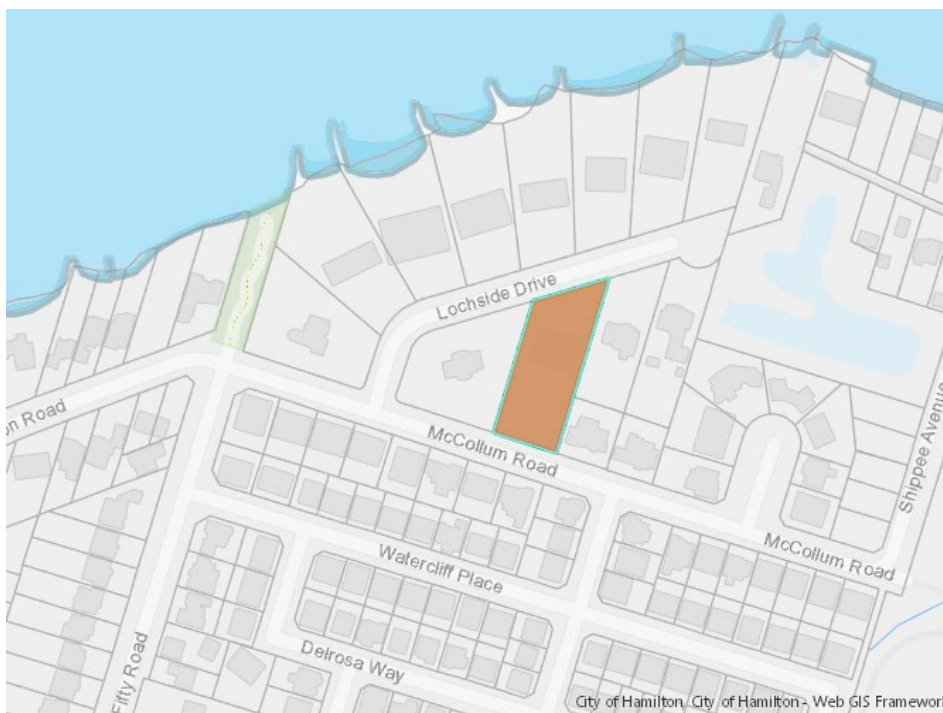 Lochside Drive
on Road
McCollum Road
Shippee Avenue
McCollum Road
Watercliff Place
Delrosa Way
Fifty Road
City of Hamilton, City of Hamilton - Web GIS Framework